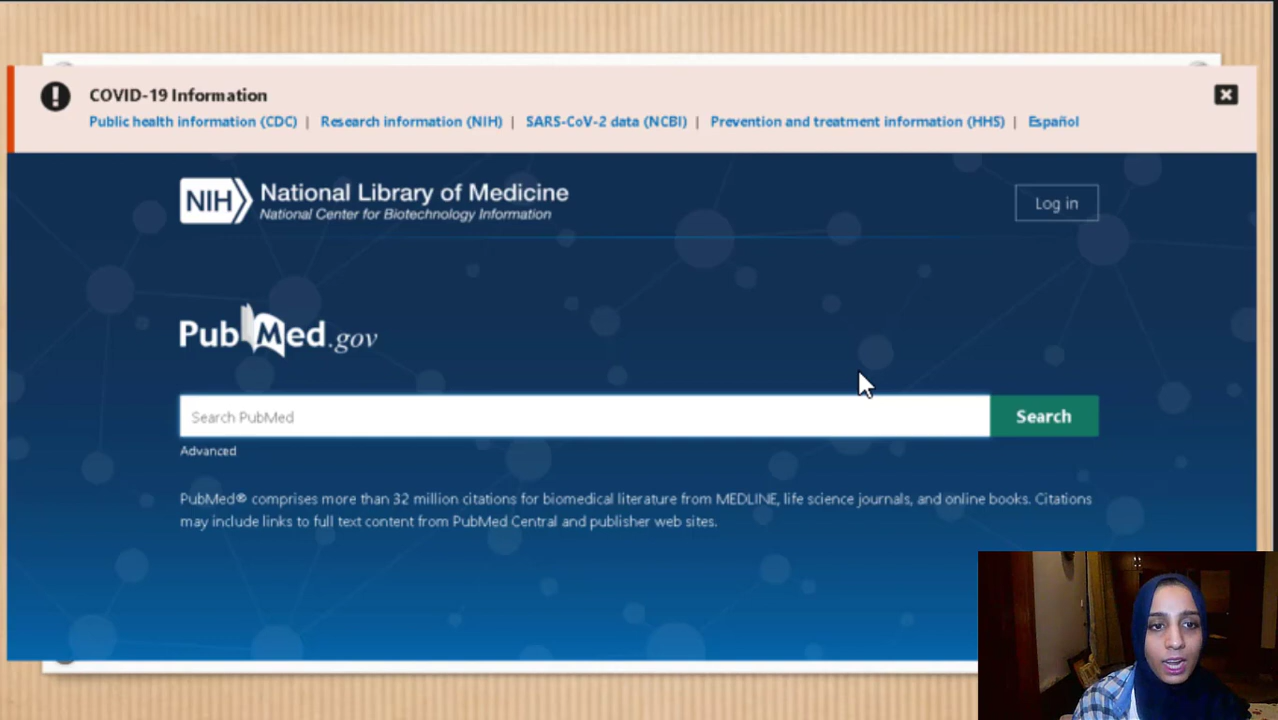 COVID-19 Information
Public health information (CDC) | Research information (NIH) | SARS-CoV-2 data (NCBI) | Prevention and treatment information (HHS) | Español
NIH National Library of Medicine
National Center for Biotechnology Information
Log in
PubMed.gov
Search PubMed
Search
Advanced
PubMed® comprises more than 32 million citations for biomedical literature from MEDLINE, life science journals, and online books. Citations
may include links to full text content from PubMed Central and publisher web sites.